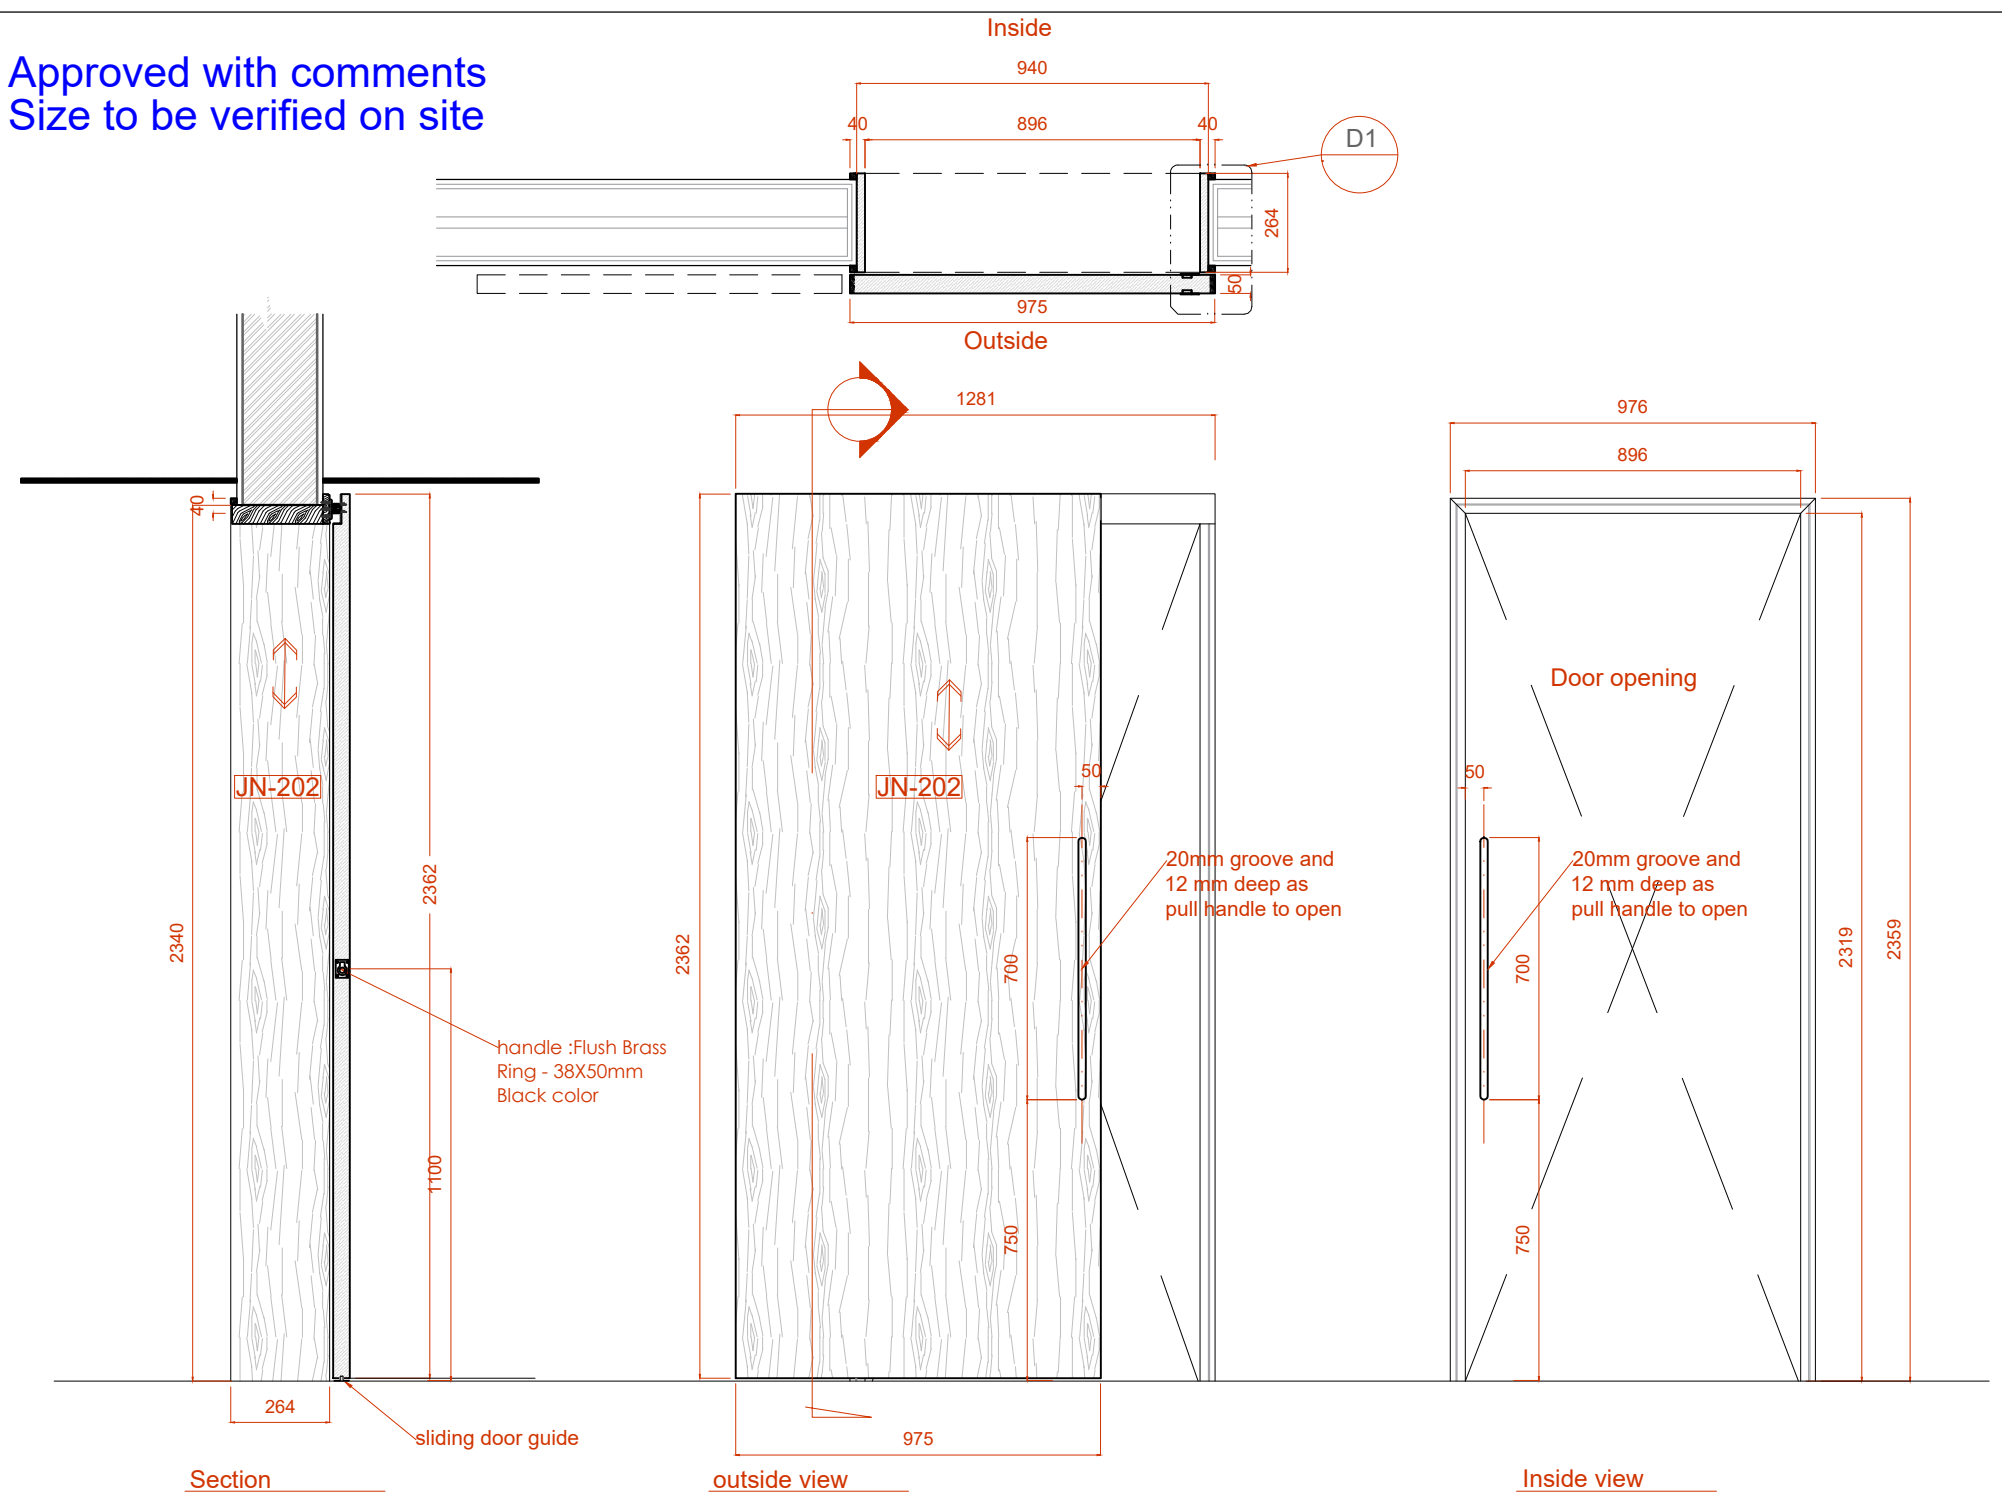 Inside
Approved with comments
Size to be verified on site
940
40
896
40
D1
264
50
975
Outside
1281
976
896
40
Door opening
JN-202
JN-202
50
50
20mm groove and
12 mm deep as
pull handle to open
20mm groove and
12 mm deep as
pull handle to open
2362
2340
2362
700
700
2319
2359
handle :Flush Brass
Ring - 38X50mm
Black color
1100
750
750
264
sliding door guide
975
Section
outside view
Inside view